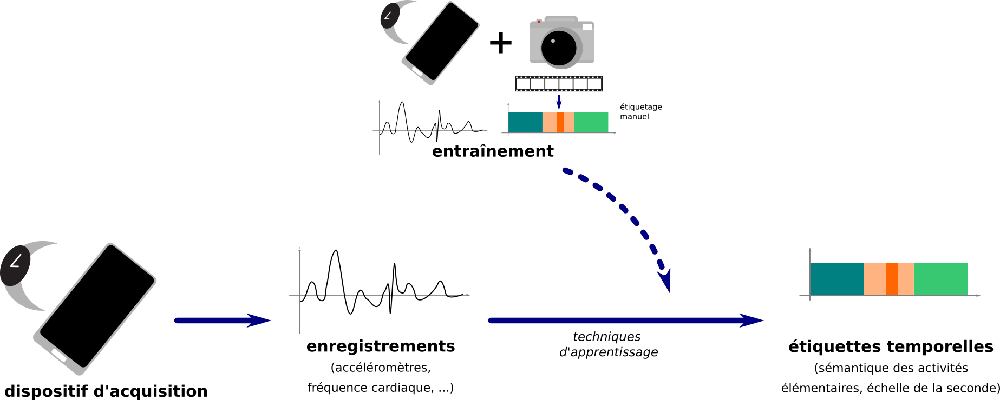 étiquetage
manuel
entraînement
techniques
d'apprentissage
enregistrements
(accéléromètres,
fréquence cardiaque, ...)
étiquettes temporelles
(sémantique des activités
élémentaires, échelle de la seconde)
dispositif d'acquisition